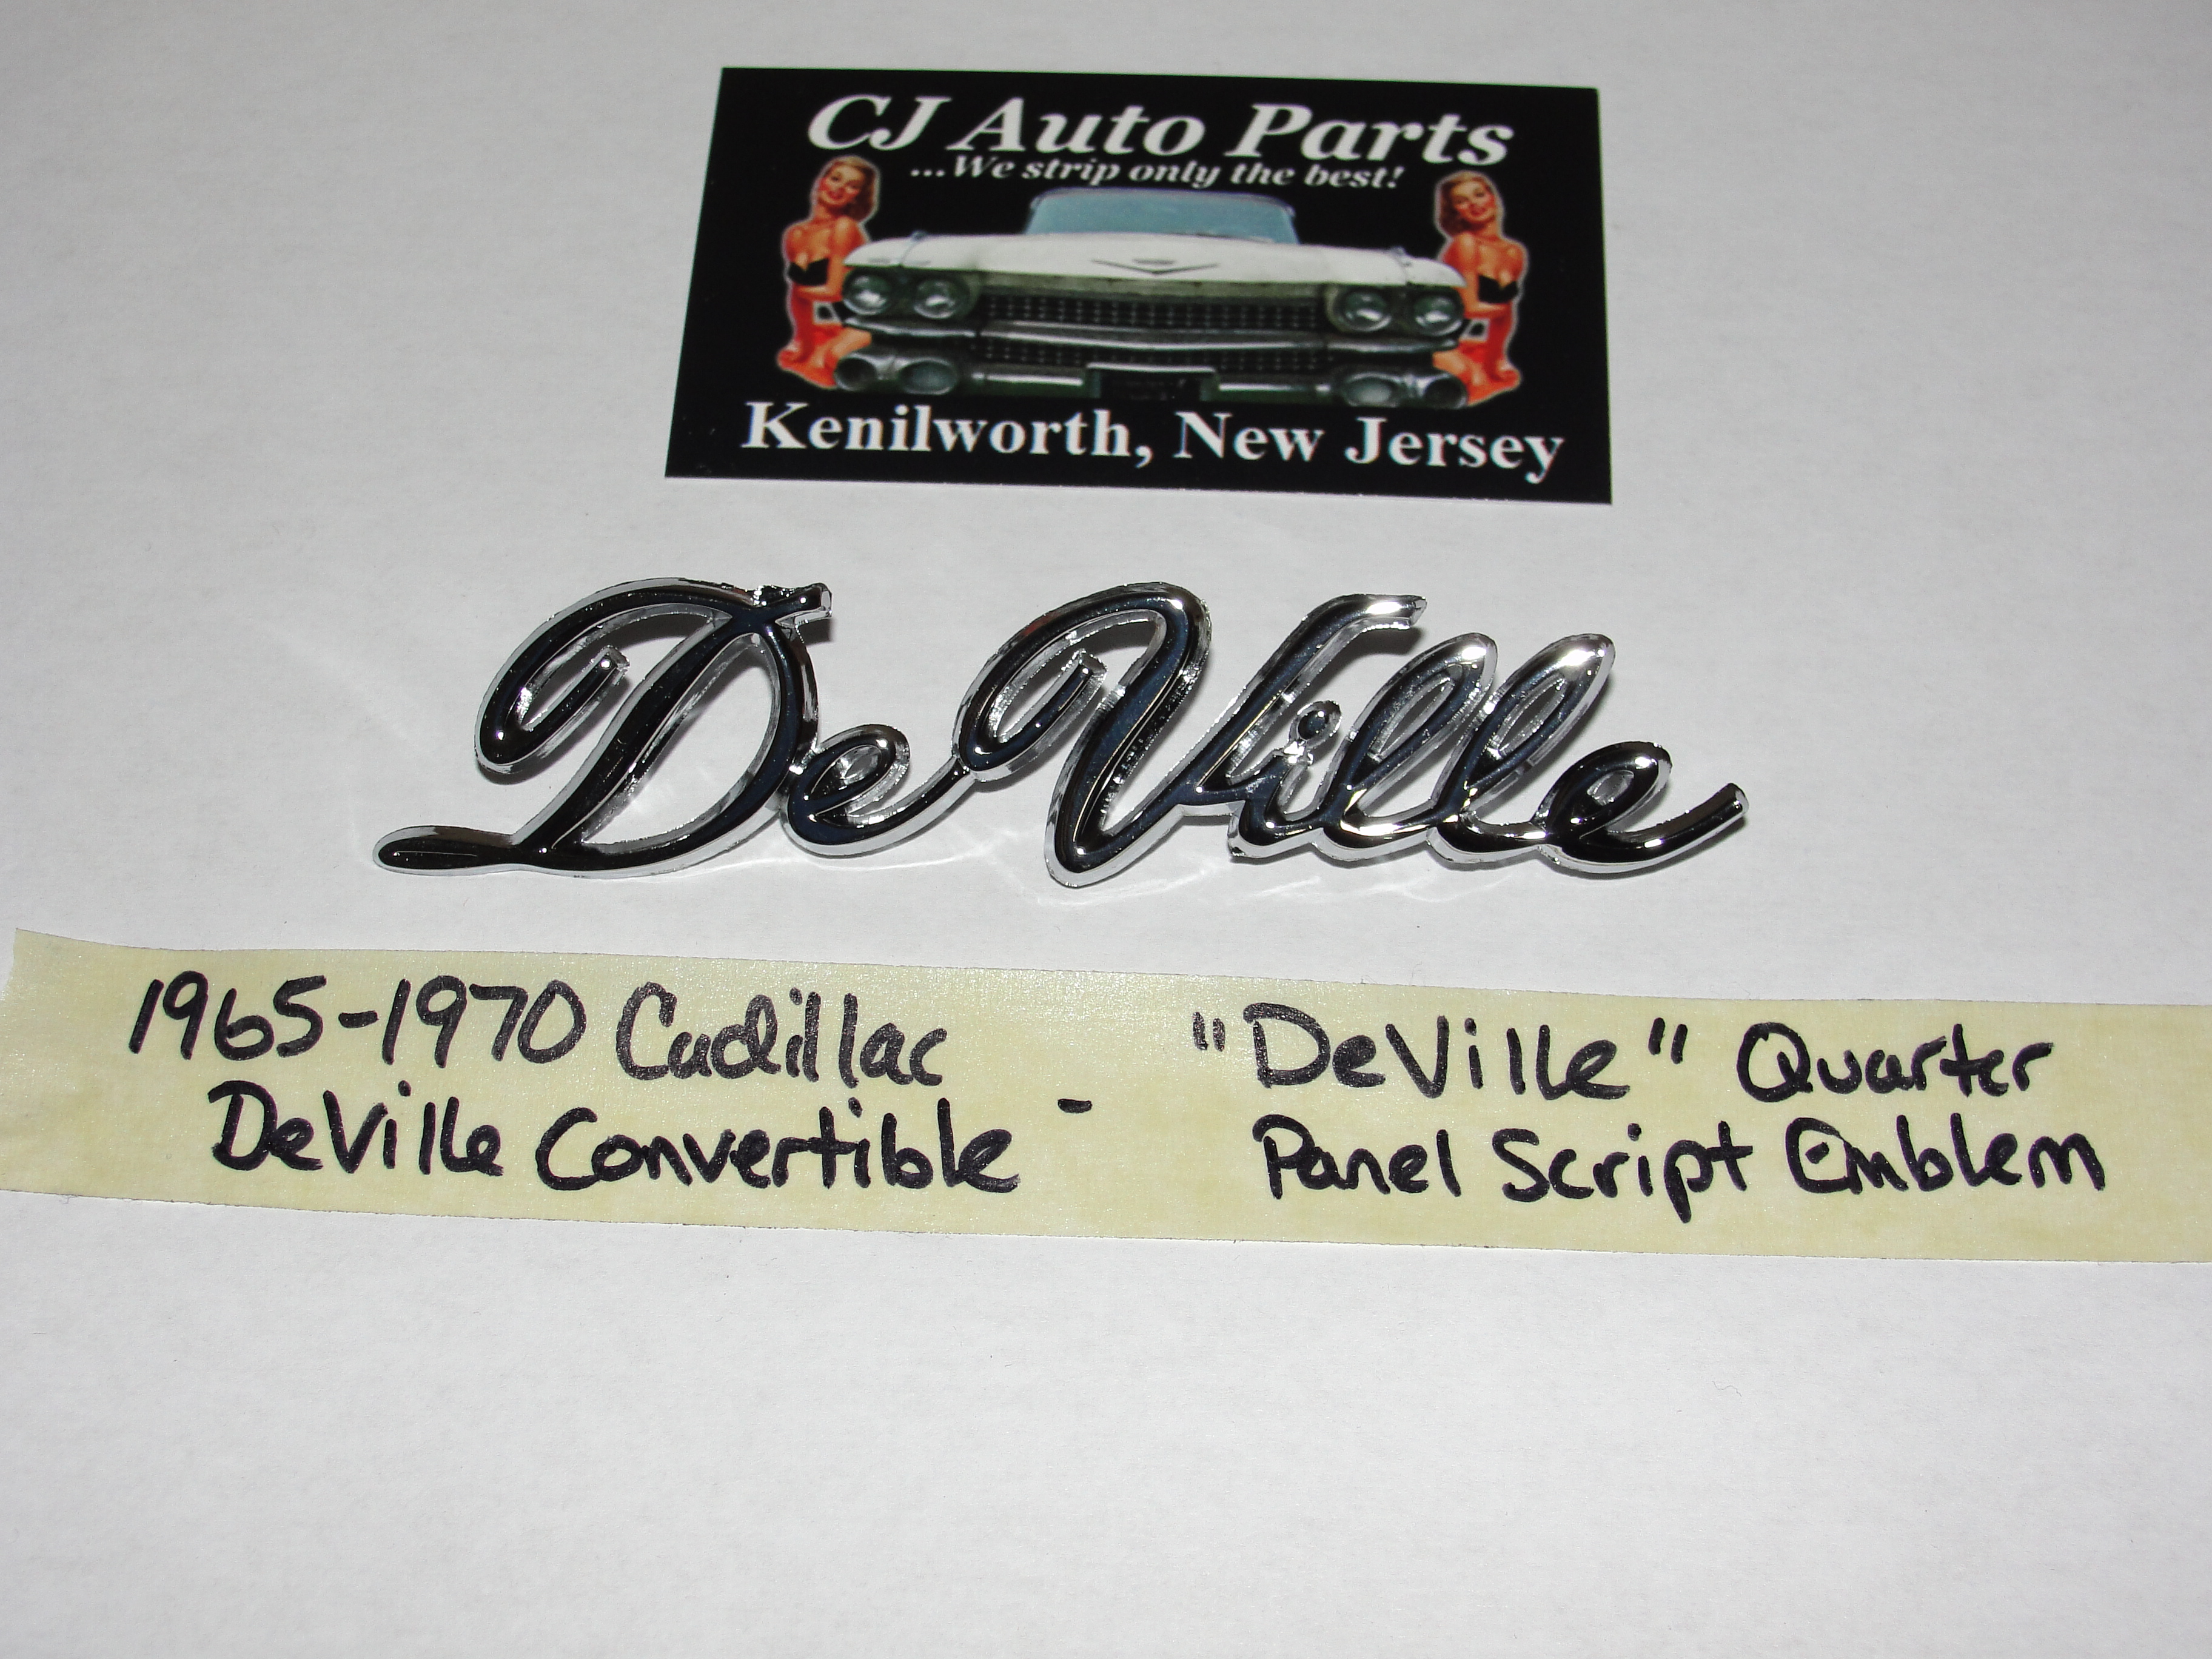 CJ Auto Parts
...We strip only the best!
Kenilworth, New Jersey
DeVille
1965-1970 Cadillac
DeVille Convertible -
"DeVille" Quarter
Panel Script Emblem